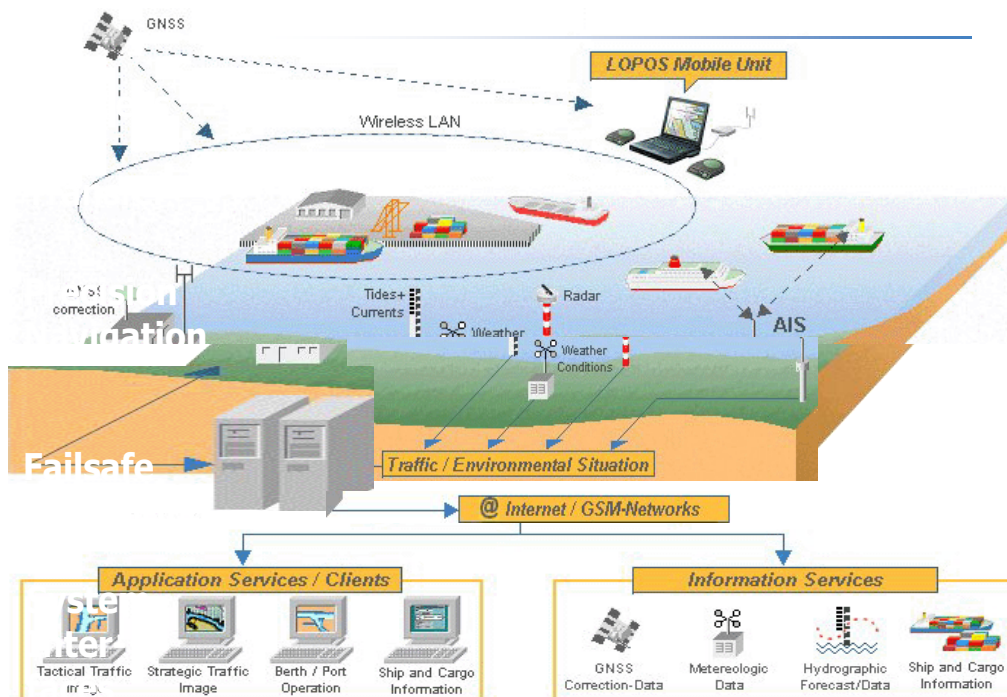 GNSS
LOPOS Mobile Unit
Wireless LAN
correction
Tides+
Currents
Radar
Weather
AIS
Weather
Conditions
Failsafe
Traffic / Environmental Situation
@ Internet / GSM-Networks
Application Services / Clients
Information Services
Tactical Traffic
Strategic Traffic
Image
Berth / Port
Operation
Ship and Cargo
Information
GNSS
Correction-Data
Metereologic
Data
Hydrographic
Forecast/Data
Ship and Cargo
Information